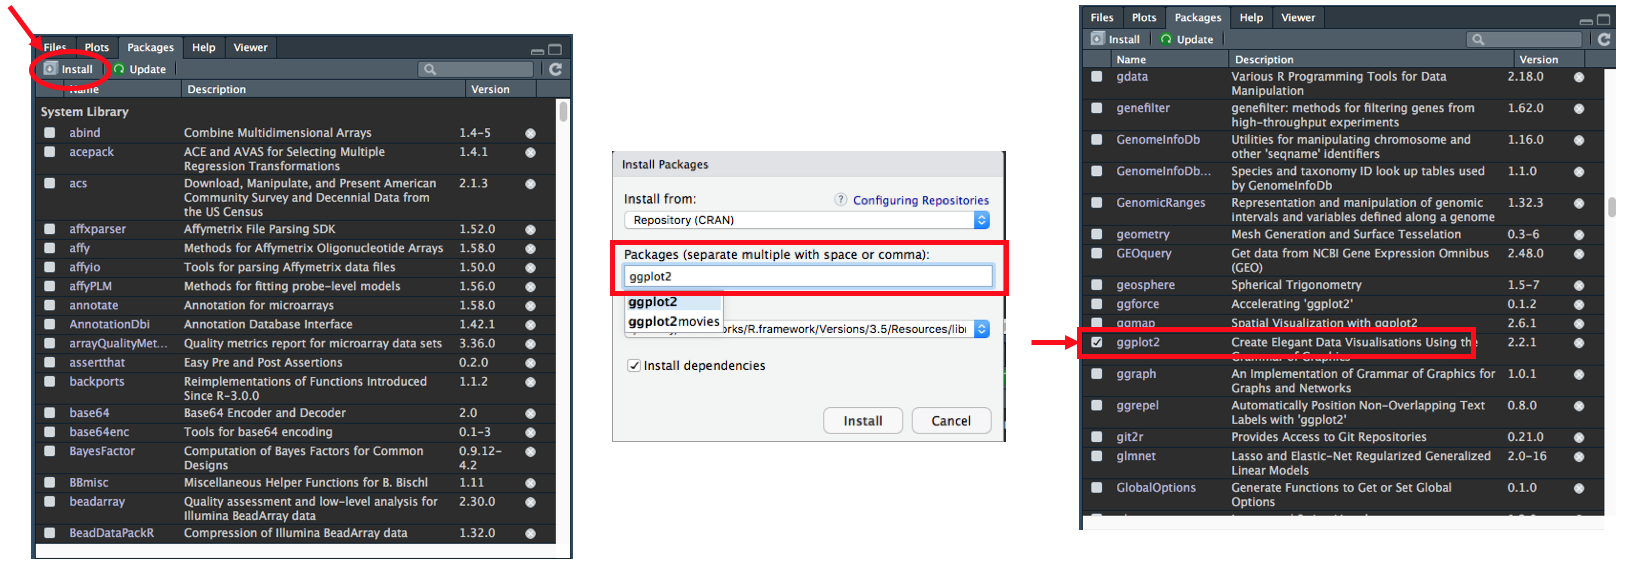 Files Plots Packages Help Viewer
Install Update
Name Description Version
System Library
abind Combine Multidimensional Arrays 1.4-5
acepack ACE and AVAS for Selecting Multiple 1.4.1
Regression Transformations
acs Download, Manipulate, and Present American 2.1.3
Community Survey and Decennial Data from
the US Census
affxparser Affymetrix File Parsing SDK 1.52.0
affy Methods for Affymetrix Oligonucleotide Arrays 1.58.0
affyio Tools for parsing Affymetrix data files 1.50.0
affyPLM Methods for fitting probe-level models 1.56.0
annotate Annotation for microarrays 1.58.0
AnnotationDbi Annotation Database Interface 1.42.1
arrayQualityMet... Quality metrics report for microarray data sets 3.36.0
assertthat Easy Pre and Post Assertions 0.2.0
backports Reimplementations of Functions Introduced 1.1.2
Since R-3.0.0
base64 Base64 Encoder and Decoder 2.0
base64enc Tools for base64 encoding 0.1-3
BayesFactor Computation of Bayes Factors for Common 0.9.12-
Designs 4.2
BBmisc Miscellaneous Helper Functions for B. Bischl 1.11
beadarray Quality assessment and low-level analysis for 2.30.0
Illumina BeadArray data
BeadDataPackR Compression of Illumina BeadArray data 1.32.0
Install Packages
Install from: ? Configuring Repositories
Repository (CRAN)
Packages (separate multiple with space or comma):
ggplot2
ggplot2
ggplot2movies
rks/R.framework/Versions/3.5/Resources/libr
Install dependencies
Install Cancel
Files Plots Packages Help Viewer
Install Update
Name Description Version
gdata Various R Programming Tools for Data 2.18.0
Manipulation
genefilter genefilter: methods for filtering genes from 1.62.0
high-throughput experiments
GenomeInfoDb Utilities for manipulating chromosome and 1.16.0
other 'seqname' identifiers
GenomeInfoDb... Species and taxonomy ID look up tables used 1.1.0
by GenomeInfoDb
GenomicRanges Representation and manipulation of genomic 1.32.3
intervals and variables defined along a genome
geometry Mesh Generation and Surface Tesselation 0.3-6
GEOquery Get data from NCBI Gene Expression Omnibus 2.48.0
(GEO)
geosphere Spherical Trigonometry 1.5-7
ggforce Accelerating 'ggplot2' 0.1.2
ggmap Spatial Visualization with ggplot2 2.6.1
ggplot2 Create Elegant Data Visualisations Using the 2.2.1
Grammar of Graphics
ggraph An Implementation of Grammar of Graphics for 1.0.1
Graphs and Networks
ggrepel Automatically Position Non-Overlapping Text 0.8.0
Labels with 'ggplot2'
git2r Provides Access to Git Repositories 0.21.0
glmnet Lasso and Elastic-Net Regularized Generalized 2.0-16
Linear Models
GlobalOptions Generate Functions to Get or Set Global 0.1.0
Options